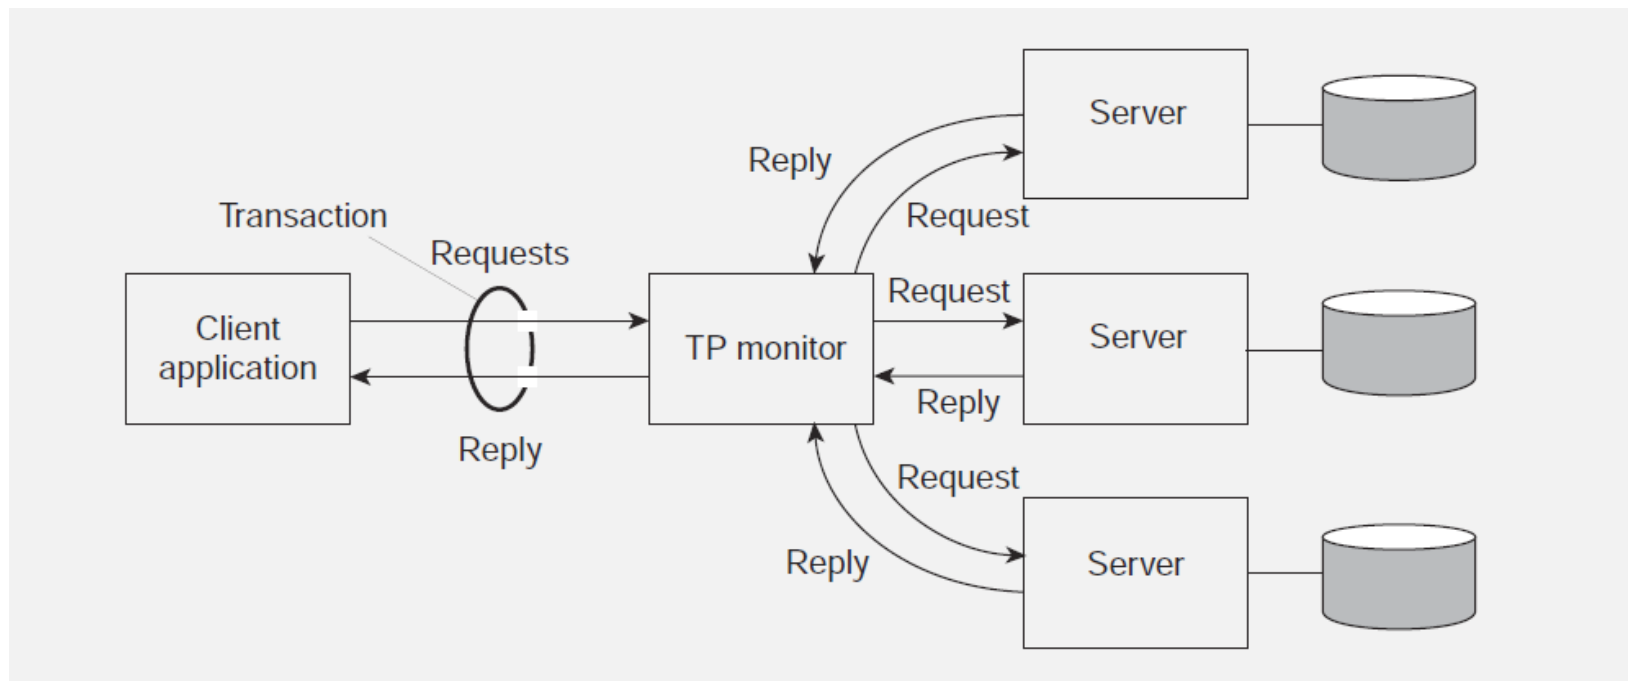 Server
Reply
Transaction
Request
Requests
Request
Client
application
TP monitor
Server
Reply
Reply
Request
Reply
Server